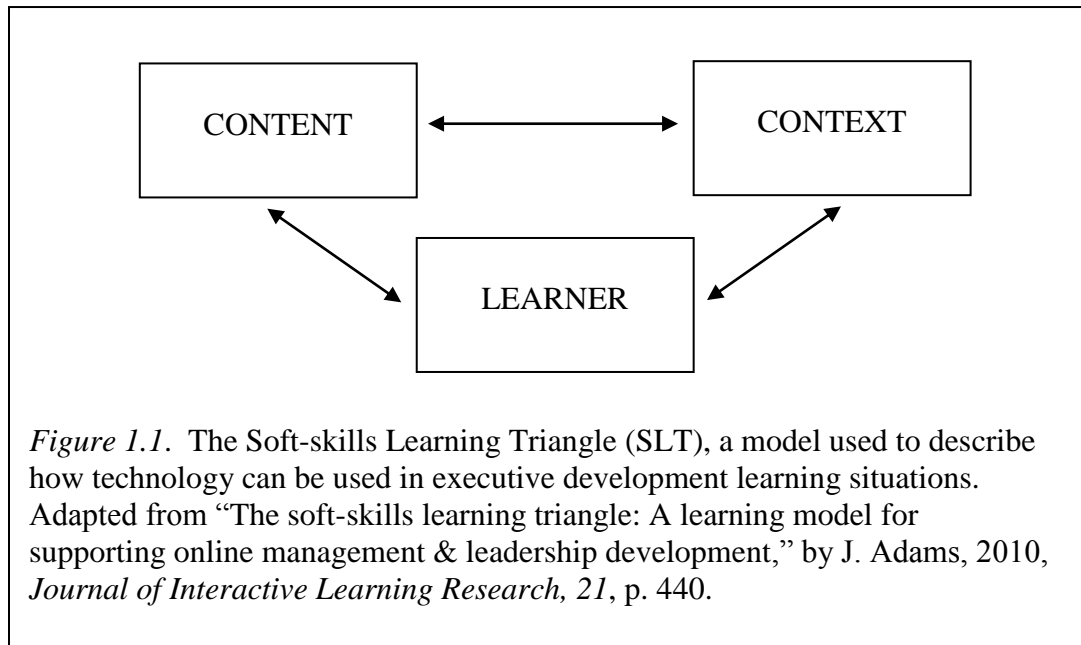 CONTENT
CONTEXT
LEARNER
Figure 1.1.  The Soft-skills Learning Triangle (SLT), a model used to describe
how technology can be used in executive development learning situations.
Adapted from “The soft-skills learning triangle: A learning model for
supporting online management & leadership development,” by J. Adams, 2010,
Journal of Interactive Learning Research, 21, p. 440.